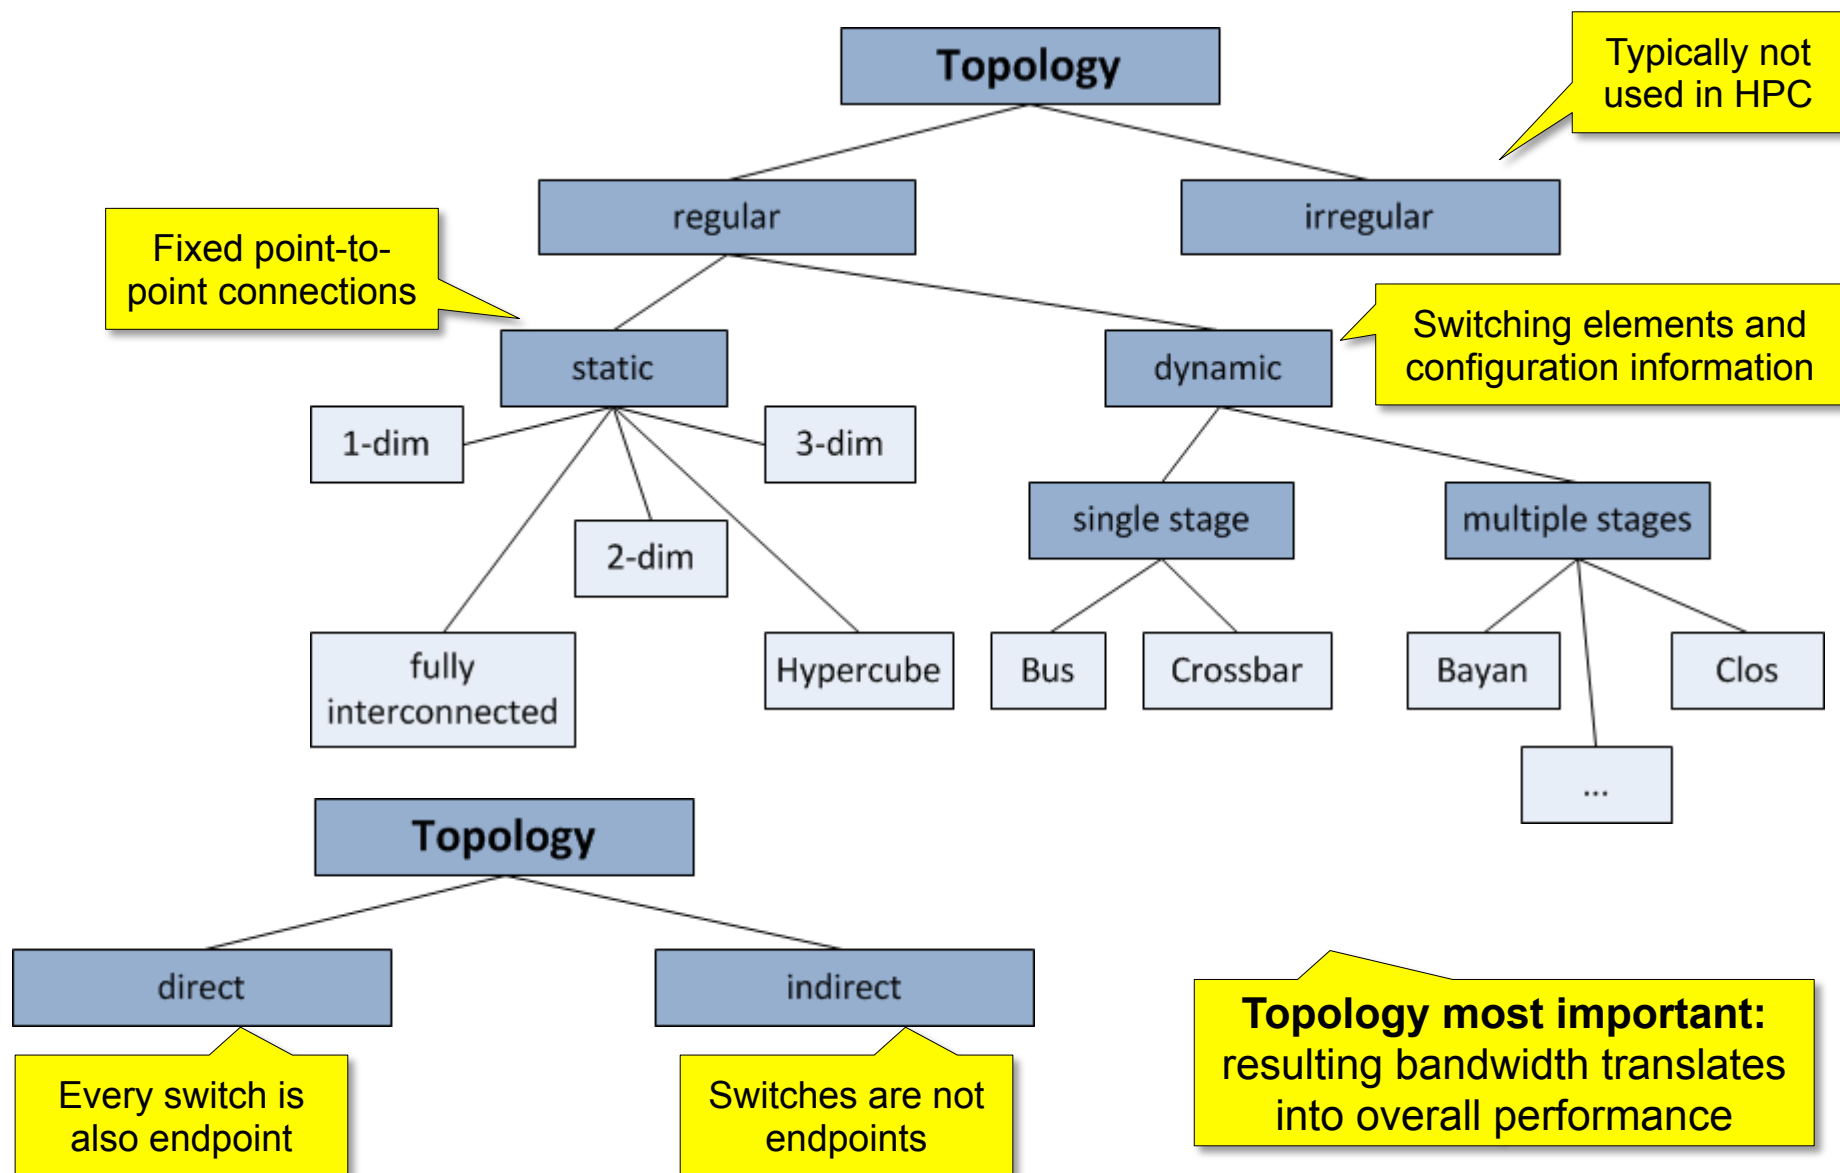 Topology
Typically not
used in HPC
regular
irregular
Fixed point-to-
point connections
Switching elements and
configuration information
static
dynamic
1-dim
3-dim
2-dim
single stage
multiple stages
fully
interconnected
Hypercube
Bus
Crossbar
Bayan
Clos
...
Topology
direct
indirect
Every switch is
also endpoint
Switches are not
endpoints
Topology most important:
resulting bandwidth translates
into overall performance